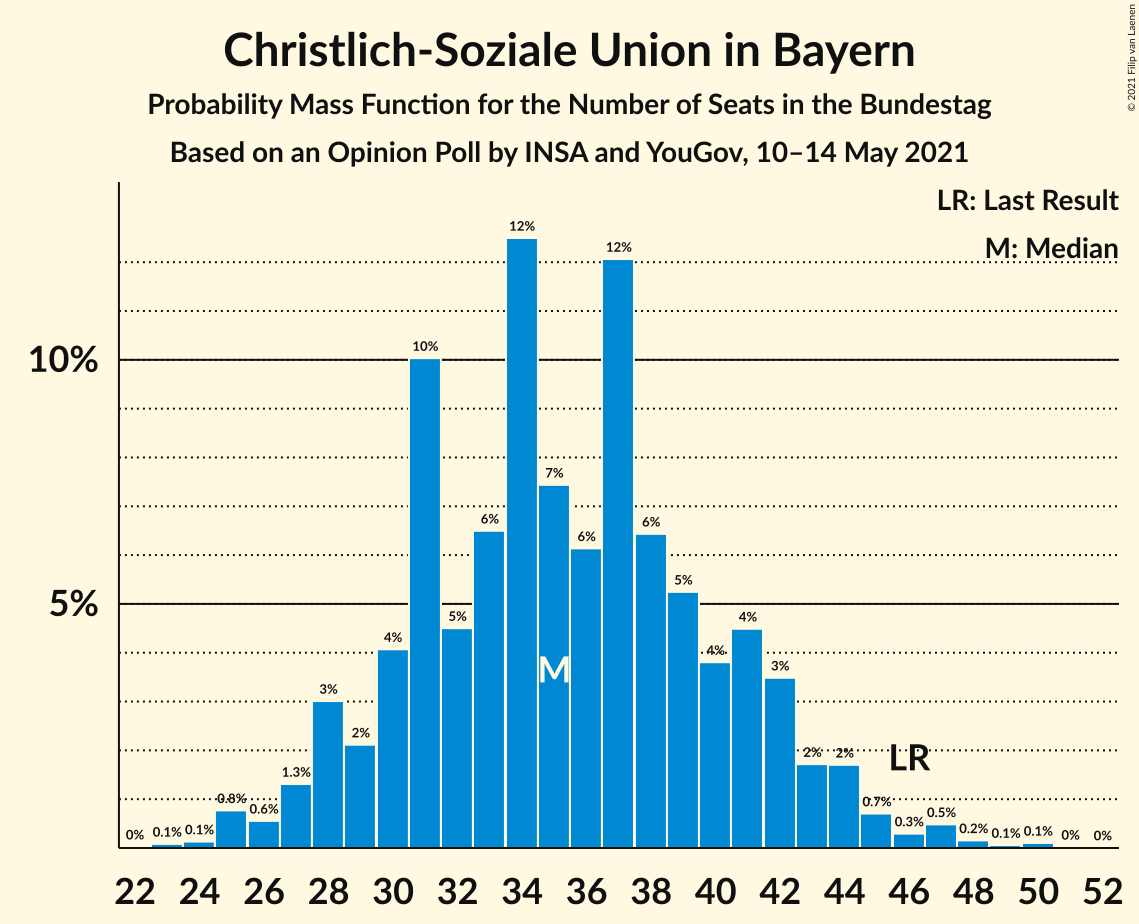 Christlich-Soziale Union in Bayern
Probability Mass Function for the Number of Seats in the Bundestag
Based on an Opinion Poll by INSA and YouGov, 10–14 May 2021
© 2021 Filip van Laenen
LR: Last Result
M: Median
10%
5%
0% 0.1% 0.1% 0.8% 0.6% 1.3% 3% 2% 4% 10% 5% 6% 12% 7% 6% 12% 6% 5% 4% 4% 3% 2% 2% 0.7% 0.3% 0.5% 0.2% 0.1% 0.1% 0% 0%
M
LR
22 24 26 28 30 32 34 36 38 40 42 44 46 48 50 52